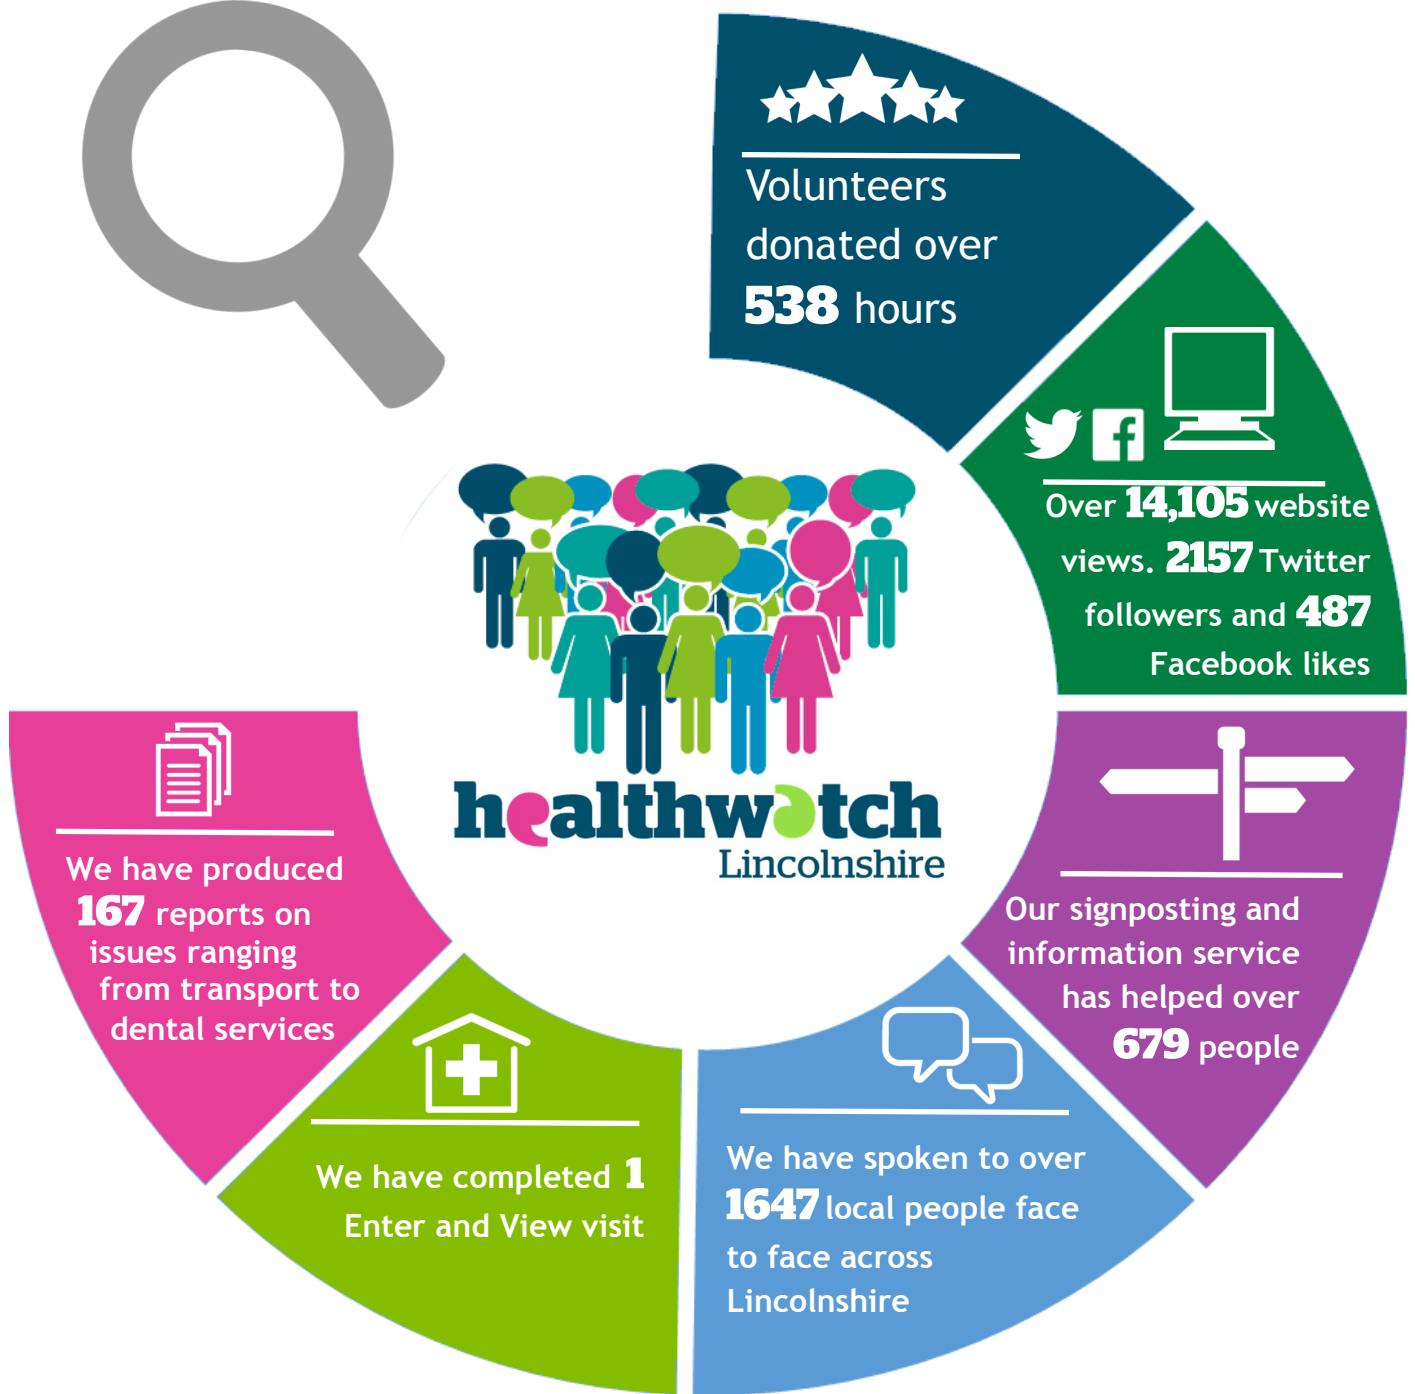 Volunteers
donated over
538 hours
Over 14,105 website
views. 2157 Twitter
followers and 487
Facebook likes
Our signposting and
information service
has helped over
679 people
We have spoken to over
1647 local people face
to face across
Lincolnshire
We have completed 1
Enter and View visit
We have produced
167 reports on
issues ranging
from transport to
dental services
healthwatch
Lincolnshire